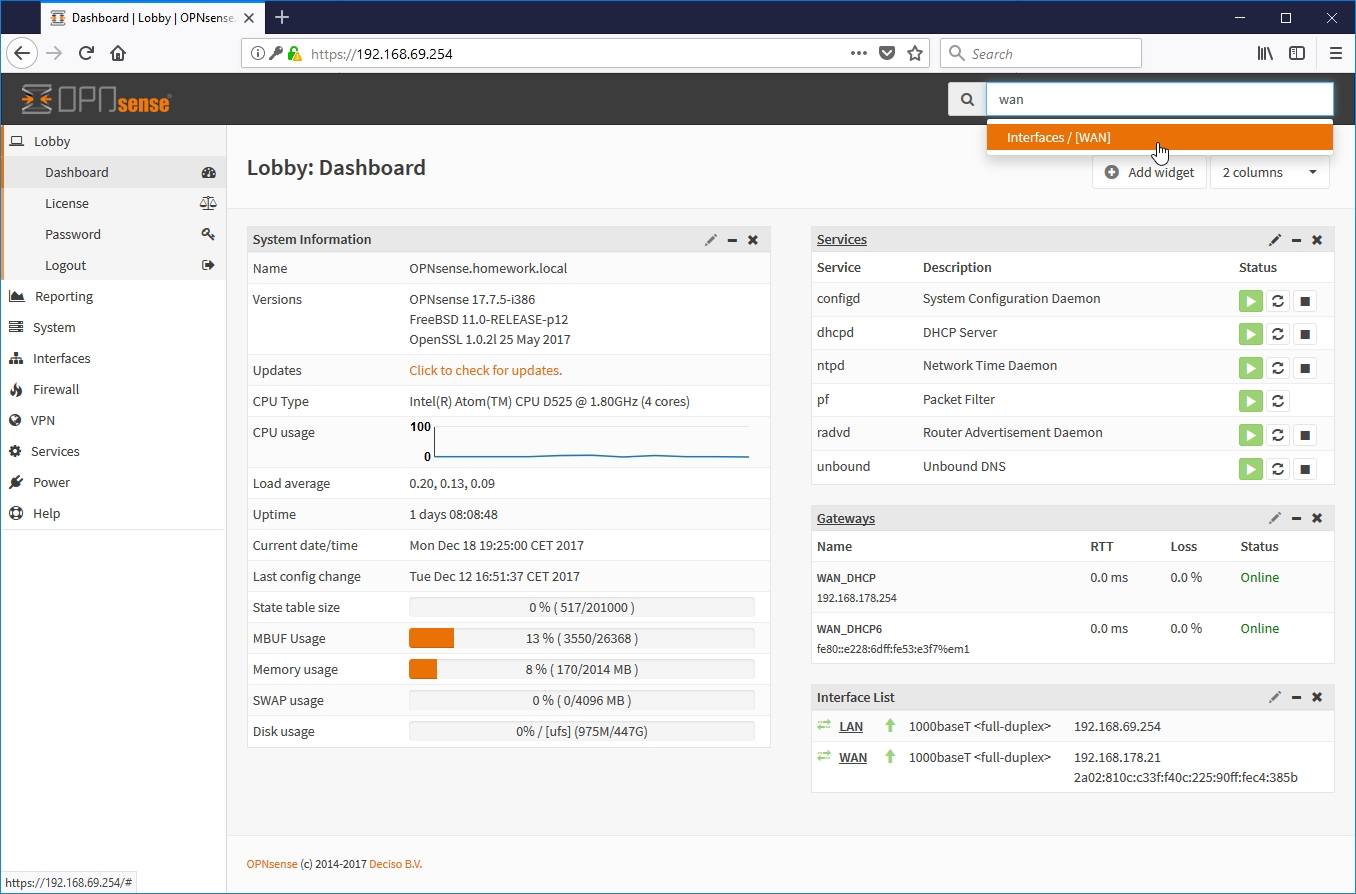 Dashboard | Lobby | OPNsense.
https://192.168.69.254
Search
OPNsense
wan
Interfaces / [WAN]
Lobby
Dashboard
License
Password
Logout
Reporting
System
Interfaces
Firewall
VPN
Services
Power
Help
Lobby: Dashboard
Add widget
2 columns
System Information
Name OPNsense.homework.local
Versions OPNsense 17.7.5-i386
FreeBSD 11.0-RELEASE-p12
OpenSSL 1.0.2l 25 May 2017
Updates Click to check for updates.
CPU Type Intel(R) Atom(TM) CPU D525 @ 1.80GHz (4 cores)
CPU usage 100
0
Load average 0.20, 0.13, 0.09
Uptime 1 days 08:08:48
Current date/time Mon Dec 18 19:25:00 CET 2017
Last config change Tue Dec 12 16:51:37 CET 2017
State table size 0 % ( 517/201000 )
MBUF Usage 13 % ( 3550/26368 )
Memory usage 8 % ( 170/2014 MB )
SWAP usage 0 % ( 0/4096 MB )
Disk usage 0% / [ufs] (975M/447G)
Services
Service Description Status
configd System Configuration Daemon
dhcpd DHCP Server
ntpd Network Time Daemon
pf Packet Filter
radvd Router Advertisement Daemon
unbound Unbound DNS
Gateways
Name RTT Loss Status
WAN_DHCP 0.0 ms 0.0 % Online
192.168.178.254
WAN_DHCP6 0.0 ms 0.0 % Online
fe80::e228:6dff:fe53:e3f7%em1
Interface List
LAN 1000baseT <full-duplex> 192.168.69.254
WAN 1000baseT <full-duplex> 192.168.178.21
2a02:810c:c33f:f40c:225:90ff:fec4:385b
OPNsense (c) 2014-2017 Deciso B.V.
https://192.168.69.254/#